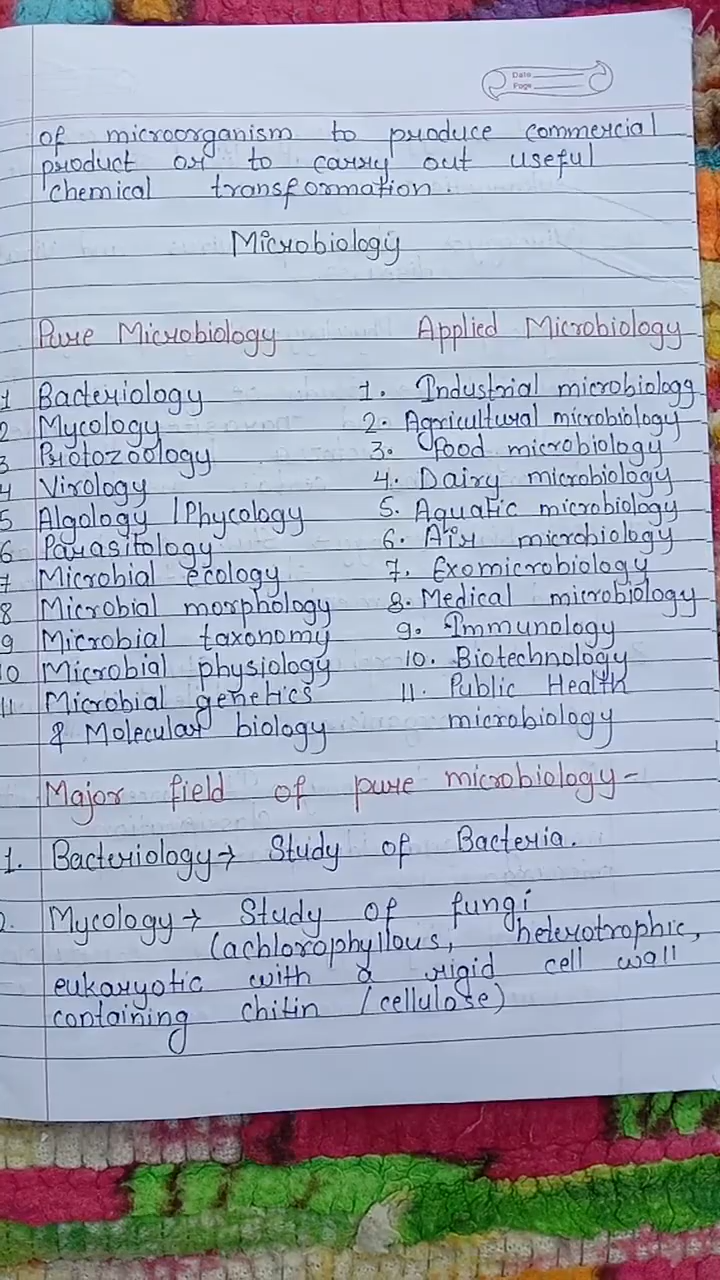 Date
Page
of microorganism to produce commercial
product or to carry out useful
chemical transformation.
Microbiology
Pure Microbiology Applied Microbiology
1 Bacteriology 1. Industrial microbiology
2 Mycology 2. Agricultural microbiology
3 Protozoology 3. Food microbiology
4 Virology 4. Dairy microbiology
5 Algology / Phycology 5. Aquatic microbiology
6 Parasitology 6. Air microbiology
7 Microbial ecology 7. Exomicrobiology
8 Microbial morphology 8. Medical microbiology
9 Microbial taxonomy 9. Immunology
10 Microbial physiology 10. Biotechnology
11 Microbial genetics 11. Public Health
& Molecular biology microbiology
Major field of pure microbiology-
1. Bacteriology → Study of Bacteria.
2. Mycology → Study of fungi
(achlorophyllous, heterotrophic,
eukaryotic with a rigid cell wall
containing chitin / cellulose)